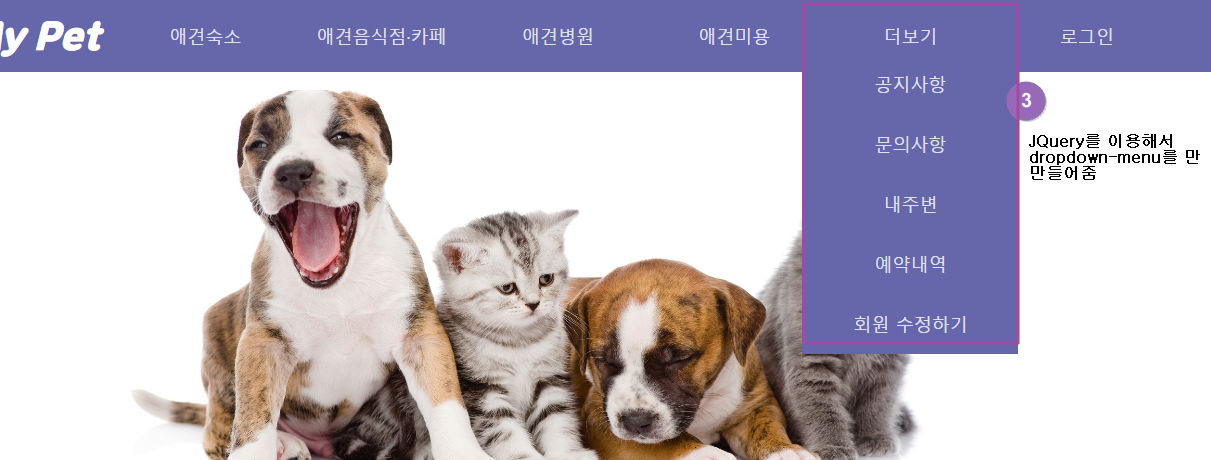 ly Pet
애견숙소
애견음식점·카페
애견병원
애견미용
더보기
로그인
공지사항
문의사항
내주변
예약내역
회원 수정하기
3
JQuery를 이용해서
dropdown-menu를 만
만들어줌